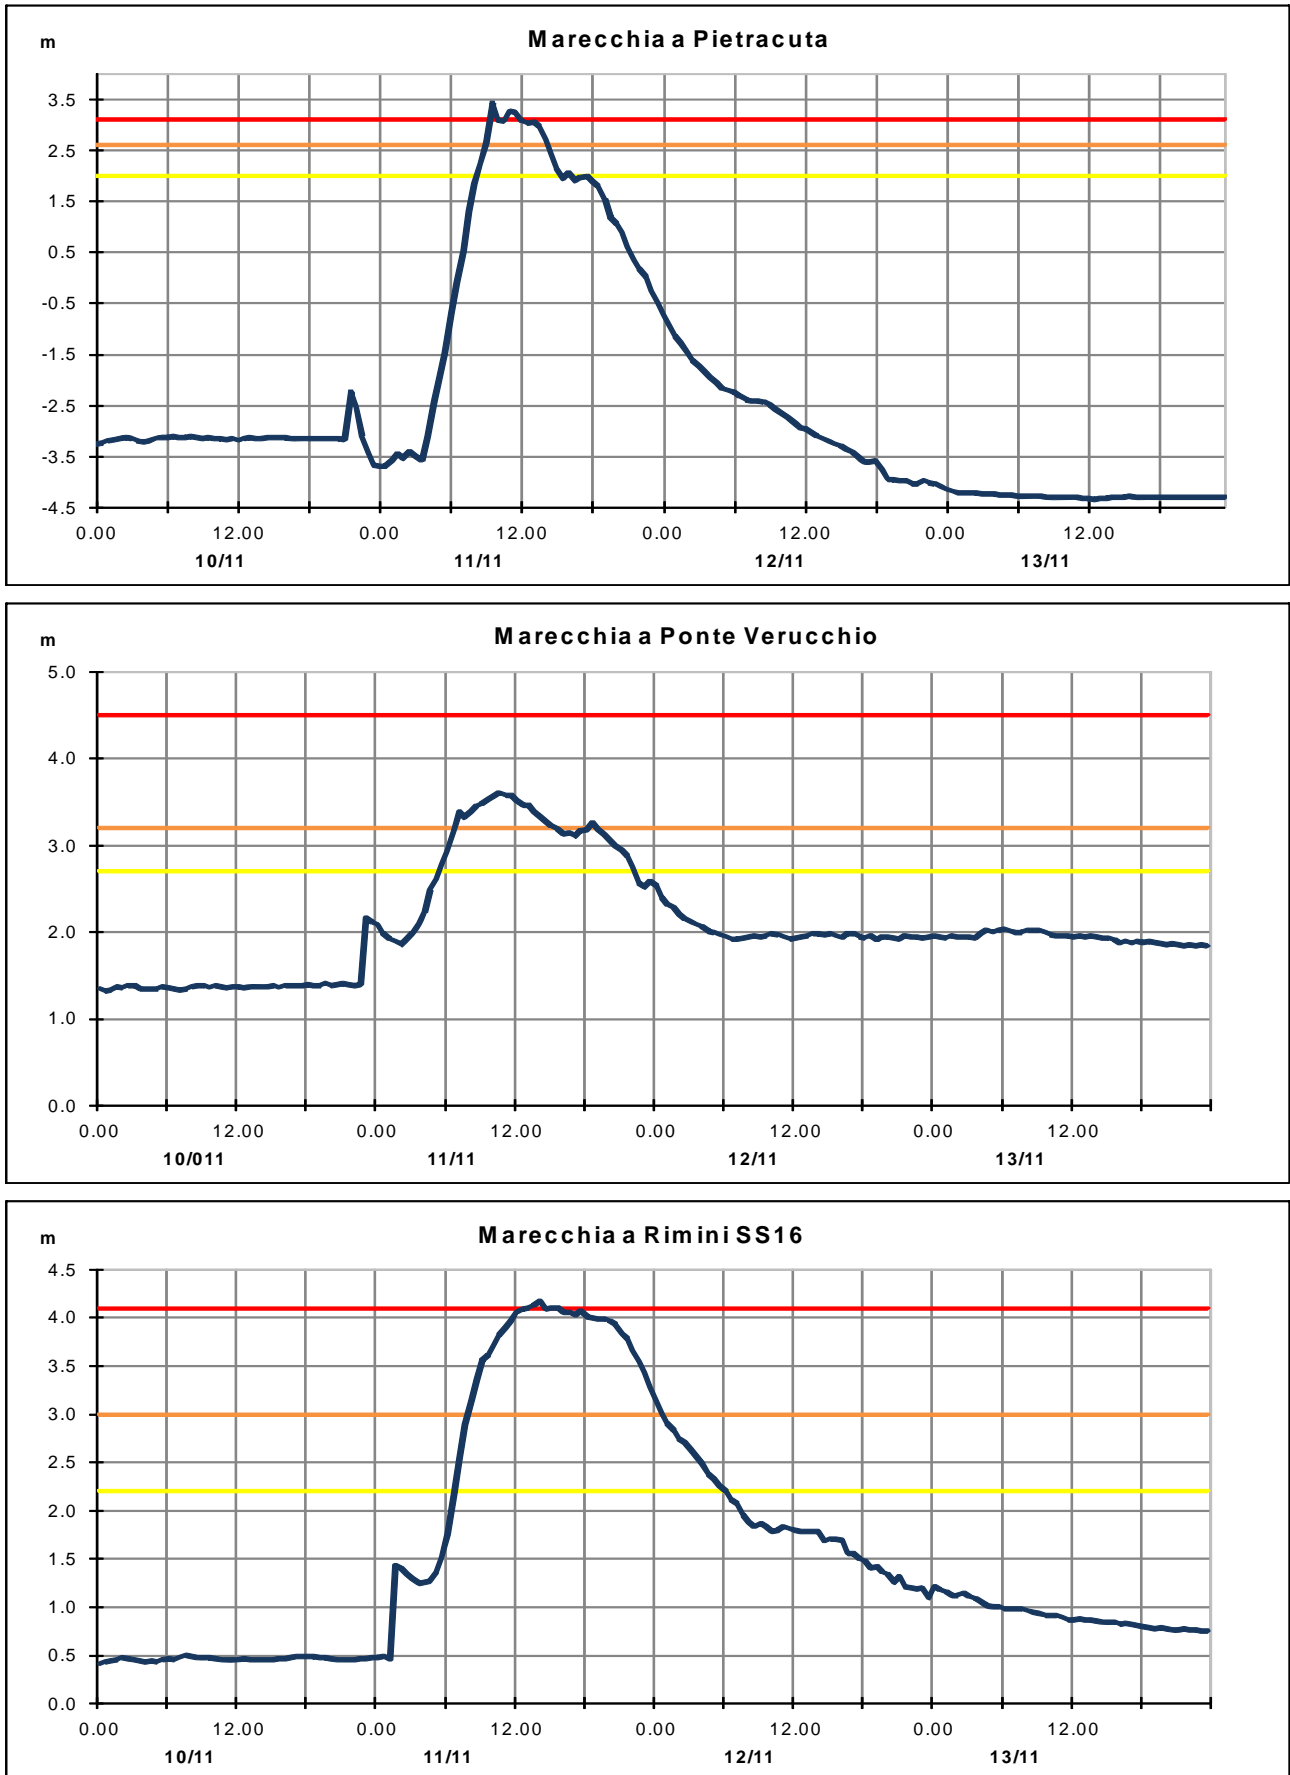 Marecchia a Pietracuta
m
3.5
2.5
1.5
0.5
-0.5
-1.5
-2.5
-3.5
-4.5
0.00 12.00 0.00 12.00 0.00 12.00 0.00 12.00
10/11 11/11 12/11 13/11
Marecchia a Ponte Verucchio
m
5.0
4.0
3.0
2.0
1.0
0.0
0.00 12.00 0.00 12.00 0.00 12.00 0.00 12.00
10/011 11/11 12/11 13/11
Marecchia a Rimini SS16
m
4.5
4.0
3.5
3.0
2.5
2.0
1.5
1.0
0.5
0.0
0.00 12.00 0.00 12.00 0.00 12.00 0.00 12.00
10/11 11/11 12/11 13/11